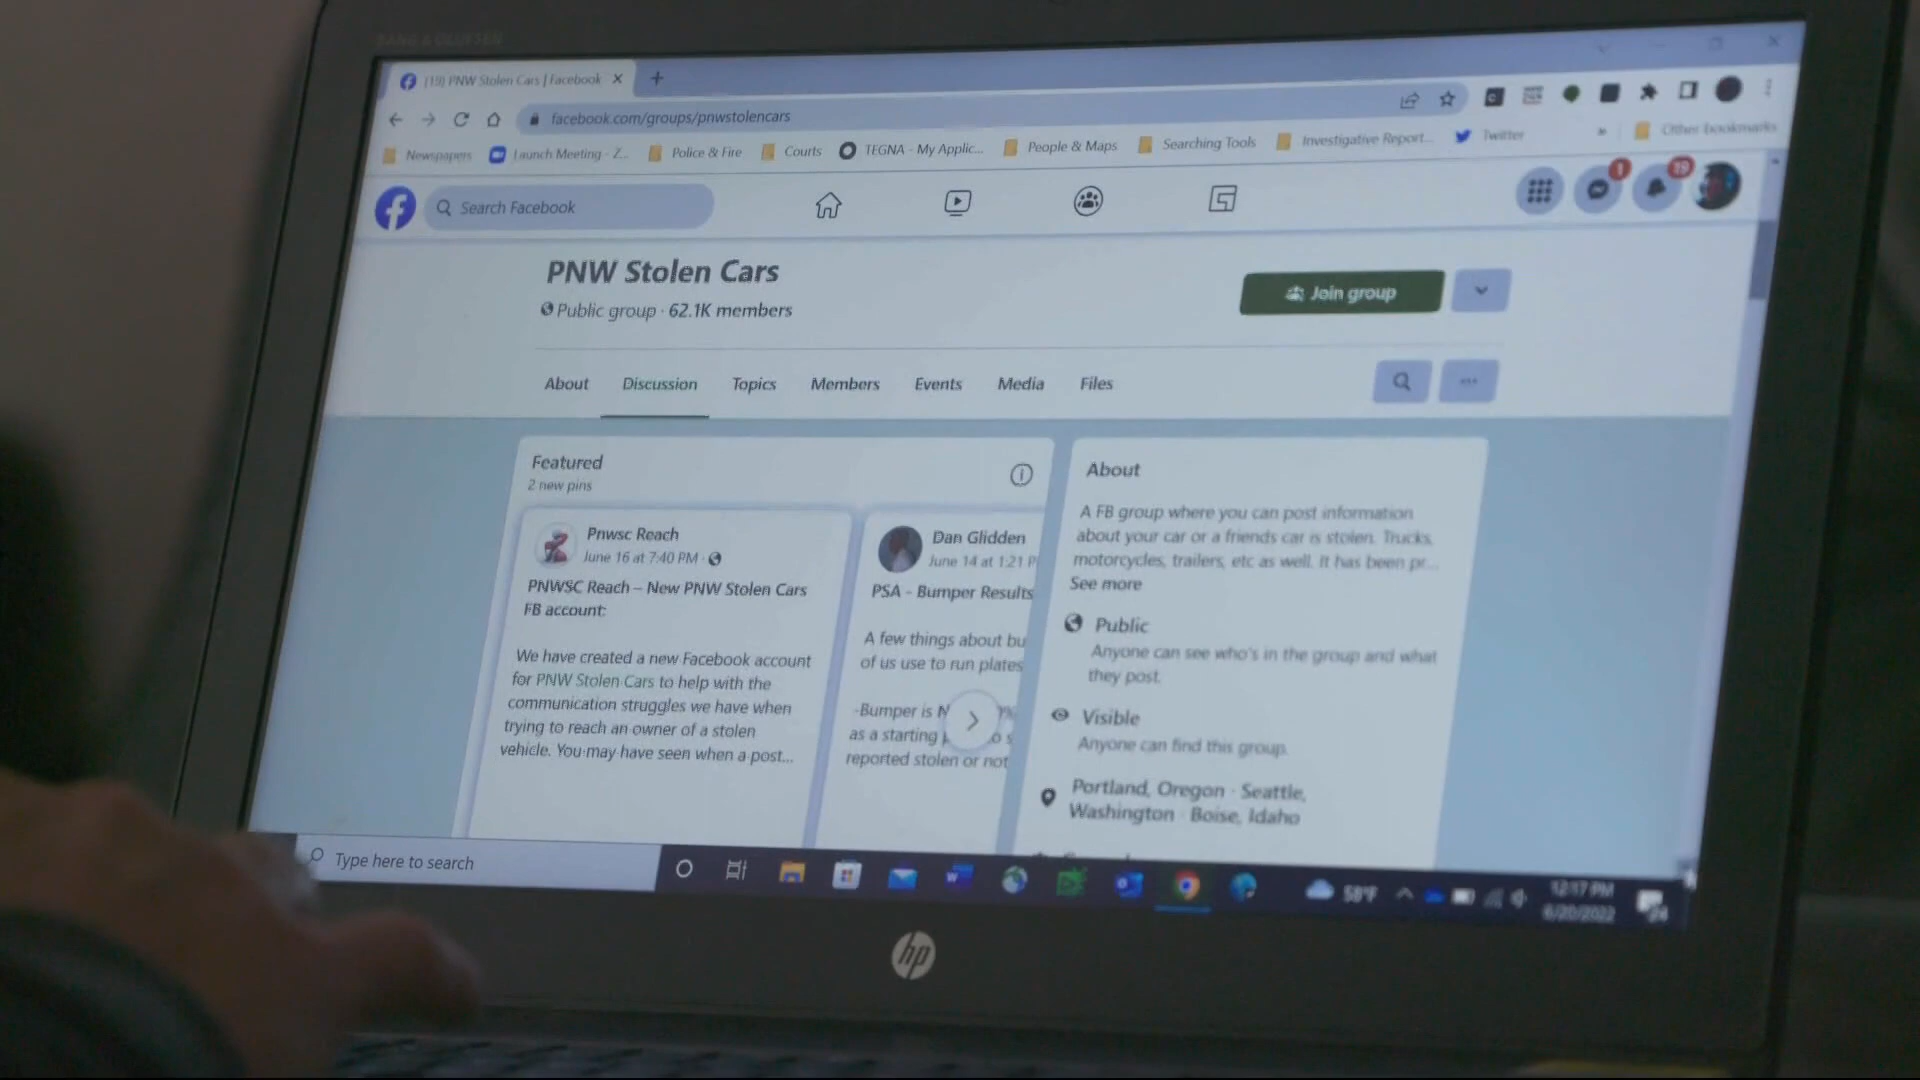 BANG & OLUFSEN
(19) PNW Stolen Cars | Facebook
facebook.com/groups/pnwstolencars
Newspapers
Launch Meeting - Z...
Police & Fire
Courts
TEGNA - My Applic...
People & Maps
Searching Tools
Investigative Report...
Twitter
Other bookmarks
Search Facebook
1
19
PNW Stolen Cars
Public group · 62.1K members
Join group
About
Discussion
Topics
Members
Events
Media
Files
Featured
2 new pins
Pnwsc Reach
June 16 at 7:40 PM ·
PNWSC Reach – New PNW Stolen Cars
FB account:
We have created a new Facebook account
for PNW Stolen Cars to help with the
communication struggles we have when
trying to reach an owner of a stolen
vehicle. You may have seen when a post...
Dan Glidden
June 14 at 1:21 P
PSA - Bumper Results
A few things about bu
of us use to run plates
-Bumper is N
as a starting
reported stolen or not
About
A FB group where you can post information
about your car or a friends car is stolen. Trucks,
motorcycles, trailers, etc as well. It has been pr...
See more
Public
Anyone can see who's in the group and what
they post.
Visible
Anyone can find this group.
Portland, Oregon · Seattle,
Washington · Boise, Idaho
Type here to search
58°F
12:17 PM
6/20/2022
24
hp